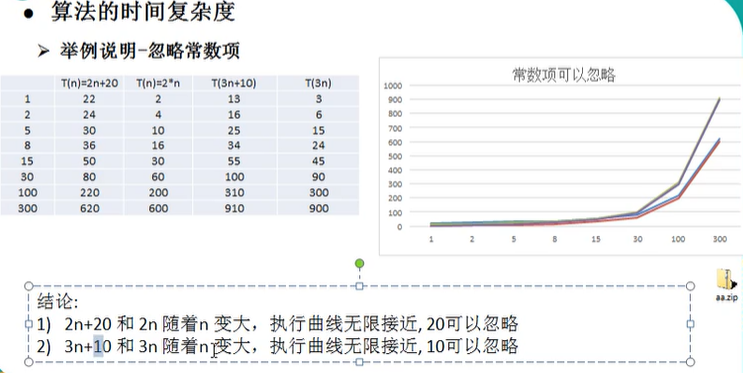 算法的时间复杂度
举例说明-忽略常数项
T(n)=2n+20 T(n)=2*n T(3n+10) T(3n)
1 22 2 13 3
2 24 4 16 6
5 30 10 25 15
8 36 16 34 24
15 50 30 55 45
30 80 60 100 90
100 220 200 310 300
300 620 600 910 900
常数项可以忽略
1000
900
800
700
600
500
400
300
200
100
0
1 2 5 8 15 30 100 300
aa.zip
结论:
1) 2n+20 和 2n 随着n 变大，执行曲线无限接近, 20可以忽略
2) 3n+10 和 3n 随着n 变大，执行曲线无限接近, 10可以忽略